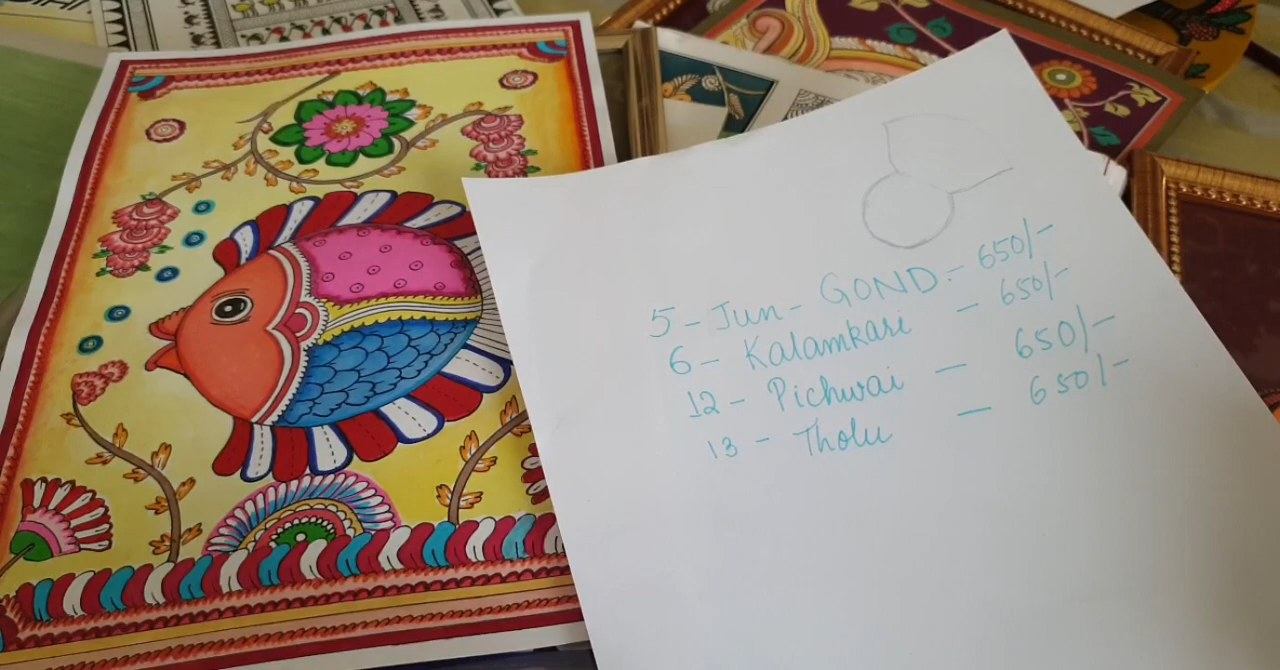 5 - Jun - GOND. - 650/-
6 - Kalamkari - 650/-
12 - Pichwai - 650/-
13 - Tholu - 650/-